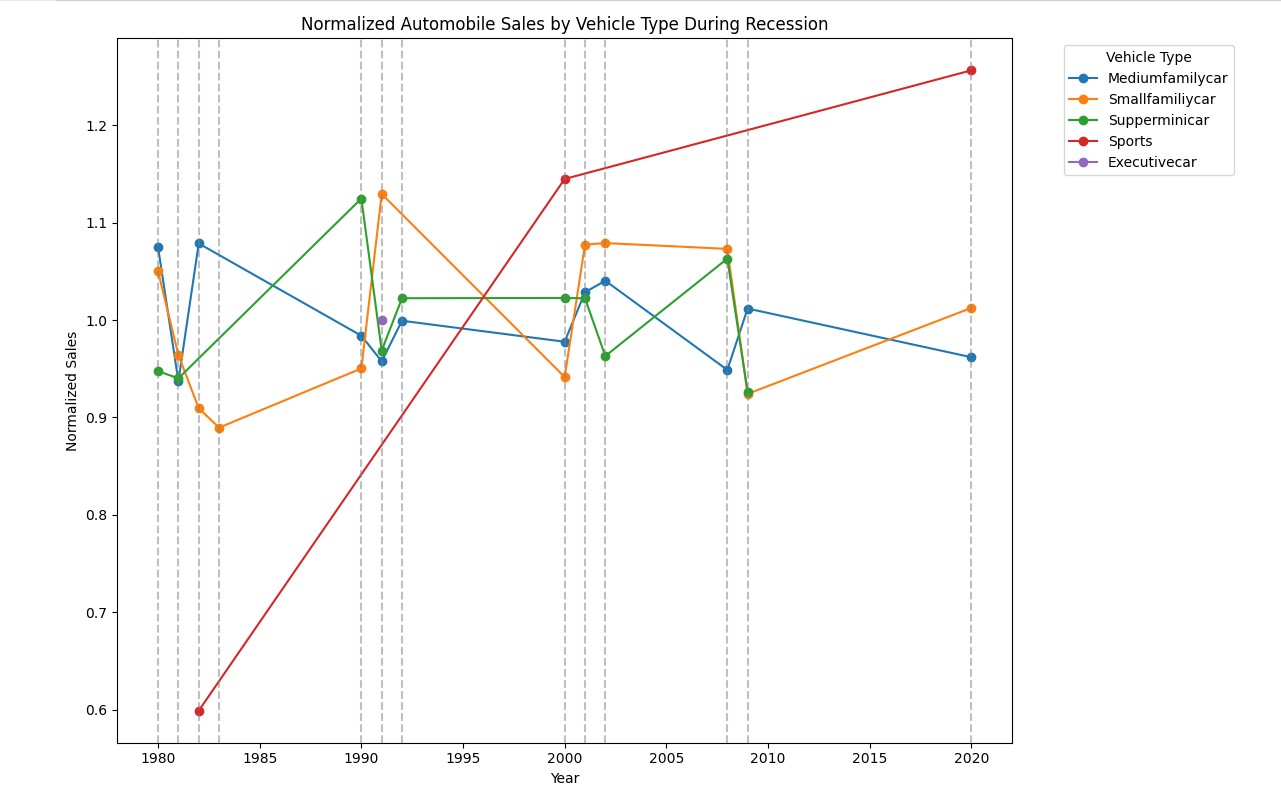 Normalized Automobile Sales by Vehicle Type During Recession
Vehicle Type
Mediumfamilycar
Smallfamiliycar
Supperminicar
Sports
Executivecar
Normalized Sales
1.2
1.1
1.0
0.9
0.8
0.7
0.6
1980
1985
1990
1995
2000
2005
2010
2015
2020
Year